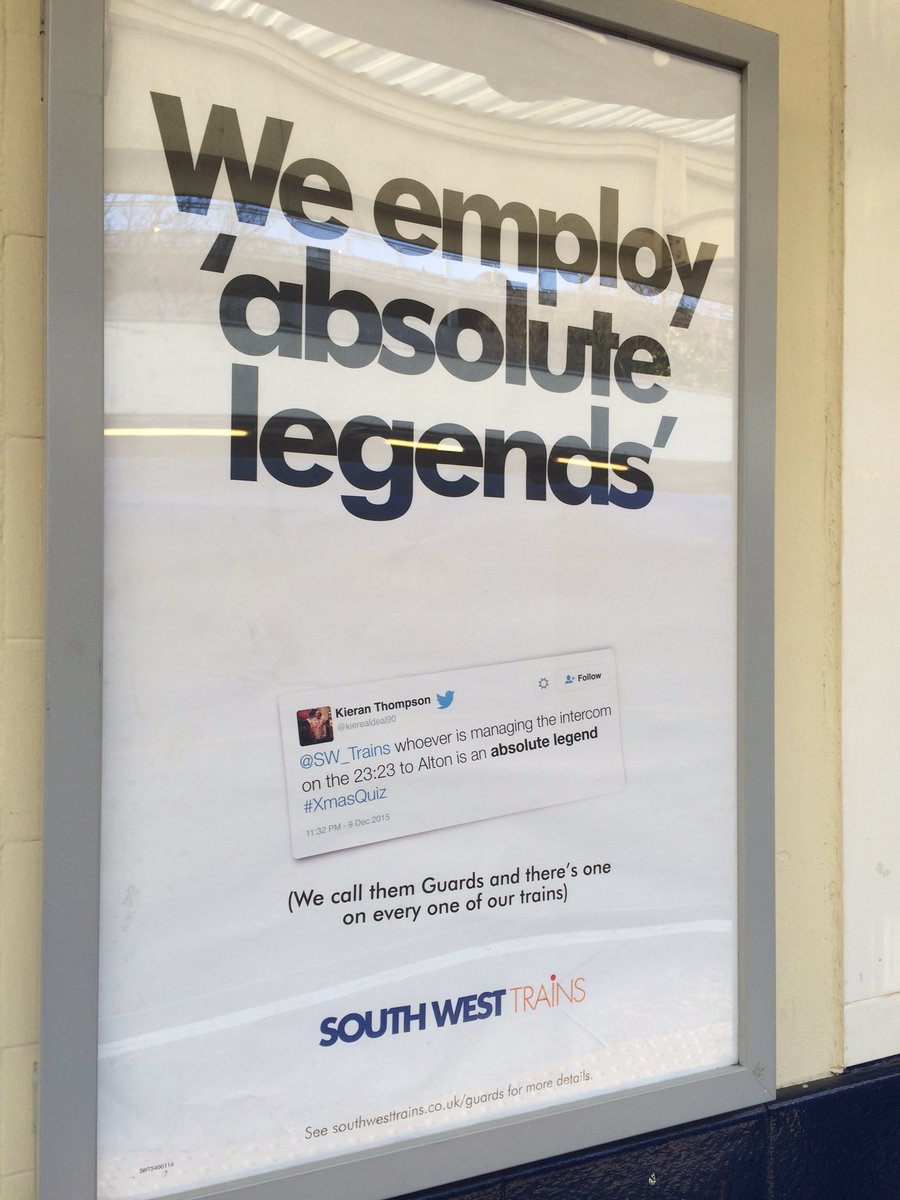 We employ
'absolute
legends'
Kieran Thompson
@kierealdeal90
Follow
@SW_Trains whoever is managing the intercom
on the 23:23 to Alton is an absolute legend
#XmasQuiz
11:32 PM - 9 Dec 2015
(We call them Guards and there's one
on every one of our trains)
SOUTH WEST TRAINS
See southwesttrains.co.uk/guards for more details.
SWT5400116